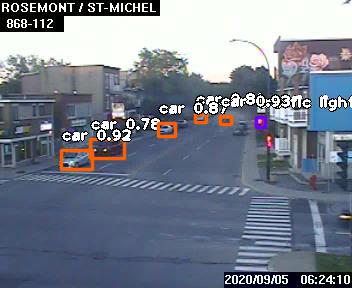 ROSEMONT / ST-MICHEL
868-112
car 0.92
car 0.78
car 0.87
car 0.93
2020/09/05 06:24:10